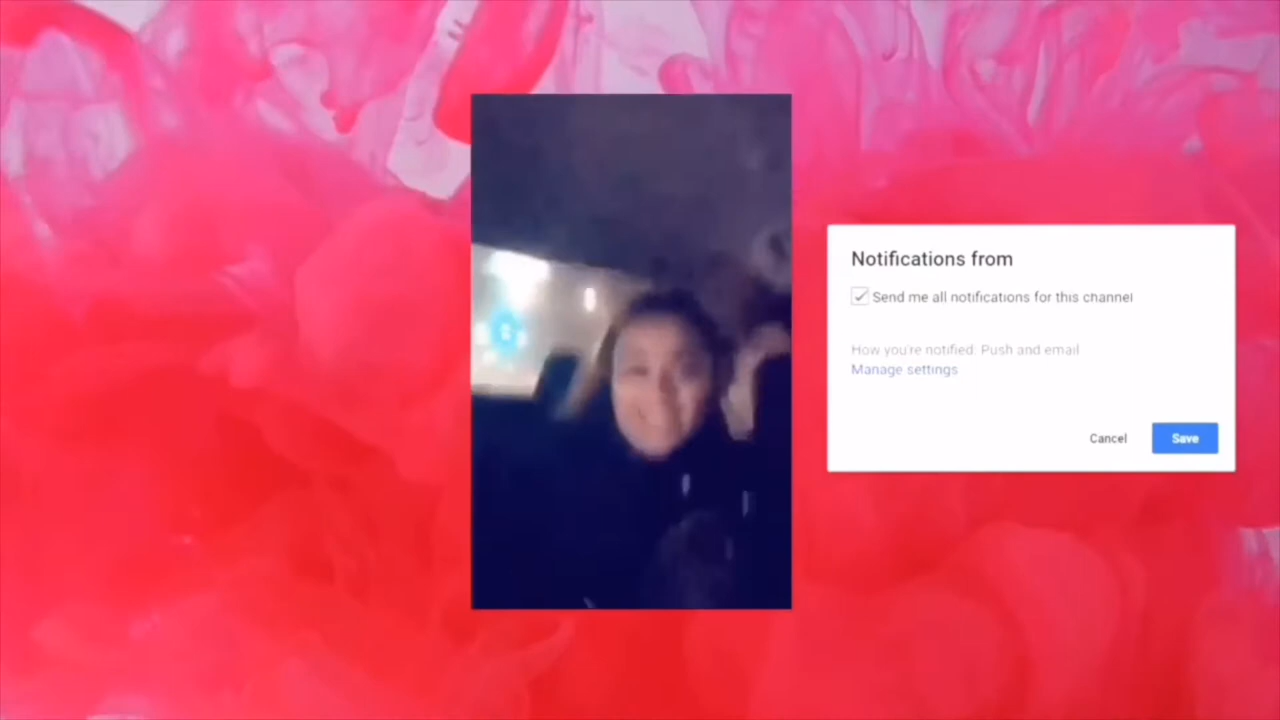 Notifications from
Send me all notifications for this channel
How you're notified: Push and email
Manage settings
Cancel
Save